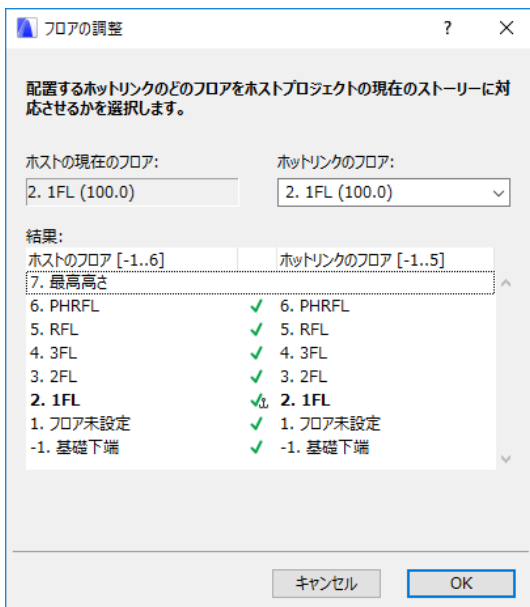 フロアの調整
?
配置するホットリンクのどのフロアをホストプロジェクトの現在のストーリーに対
応させるかを選択します。
ホストの現在のフロア: ホットリンクのフロア:
2. 1FL (100.0) 2. 1FL (100.0)
結果:
ホストのフロア [-1..6] ホットリンクのフロア [-1..5]
7. 最高高さ
6. PHRFL 6. PHRFL
5. RFL 5. RFL
4. 3FL 4. 3FL
3. 2FL 3. 2FL
2. 1FL 2. 1FL
1. フロア未設定 1. フロア未設定
-1. 基礎下端 -1. 基礎下端
キャンセル OK